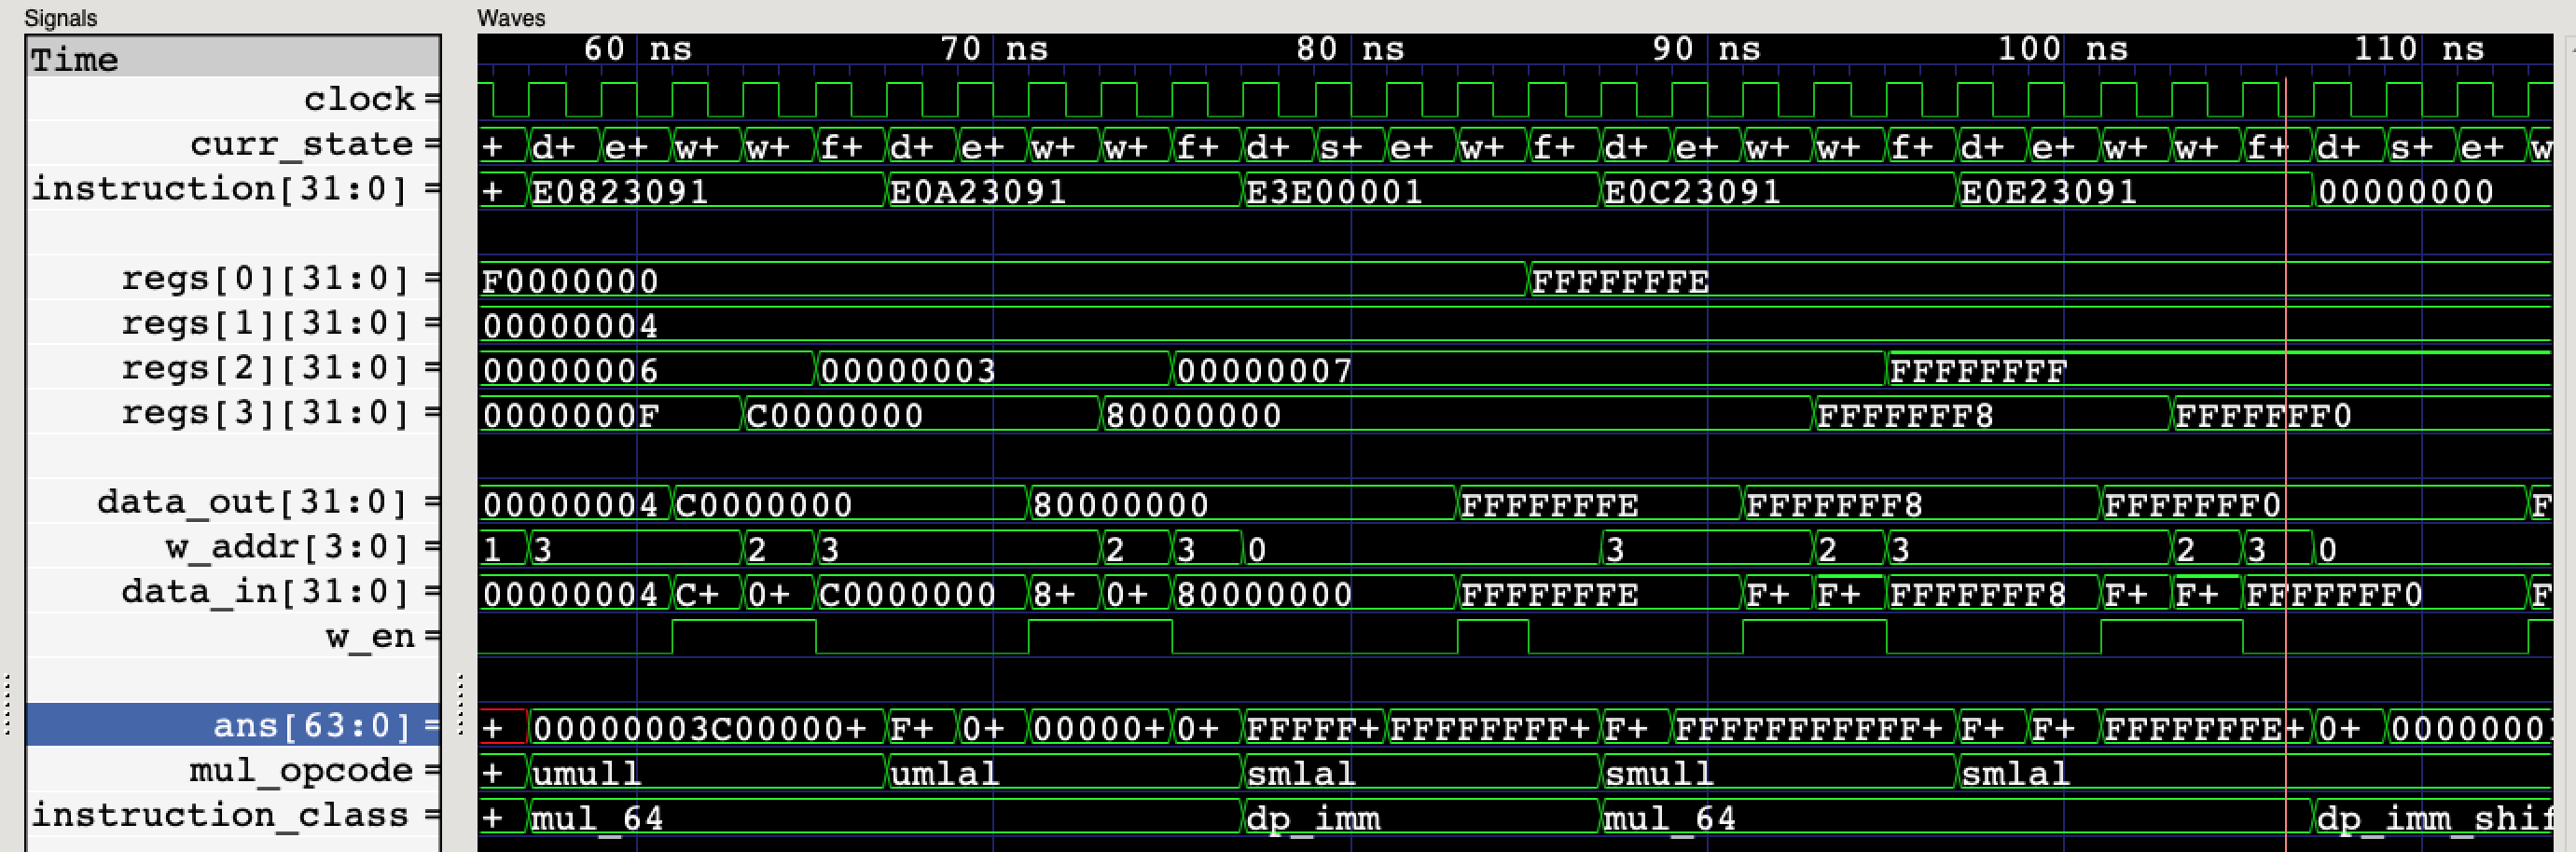 Signals Waves
Time 60 ns 70 ns 80 ns 90 ns 100 ns 110 ns
clock =
curr_state = + d+ e+ w+ w+ f+ d+ e+ w+ w+ f+ d+ s+ e+ w+ f+ d+ e+ w+ w+ f+ d+ e+ w+ w+ f+ d+ s+ e+ w
instruction[31:0] = + E0823091 E0A23091 E3E00001 E0C23091 E0E23091 00000000
regs[0][31:0] = F0000000 FFFFFFFE
regs[1][31:0] = 00000004
regs[2][31:0] = 00000006 00000003 00000007 FFFFFFFF
regs[3][31:0] = 0000000F C0000000 80000000 FFFFFFF8 FFFFFFF0
data_out[31:0] = 00000004 C0000000 80000000 FFFFFFFE FFFFFFF8 FFFFFFF0 F
w_addr[3:0] = 1 3 2 3 2 3 0 3 2 3 2 3 0
data_in[31:0] = 00000004 C+ 0+ C0000000 8+ 0+ 80000000 FFFFFFFE F+ F+ FFFFFFF8 F+ F+ FFFFFFF0 F
w_en =
ans[63:0] = + 00000003C00000+ F+ 0+ 00000+ 0+ FFFFF+ FFFFFFFF+ F+ FFFFFFFFFFF+ F+ F+ FFFFFFFE+ 0+ 00000001
mul_opcode = + umull umlal smlal smull smlal
instruction_class = + mul_64 dp_imm mul_64 dp_imm_shif